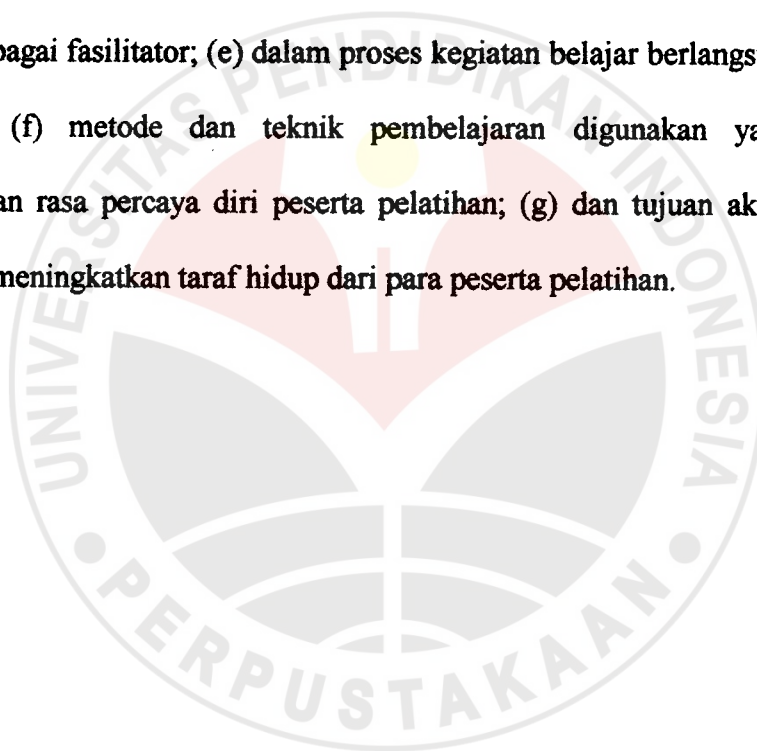 bagai fasilitator; (e) dalam proses kegiatan belajar berlangs
(f) metode dan teknik pembelajaran digunakan ya
an rasa percaya diri peserta pelatihan; (g) dan tujuan ak
meningkatkan taraf hidup dari para peserta pelatihan.
UNIVERSITAS PENDIDIKAN INDONESIA
PERPUSTAKAAN